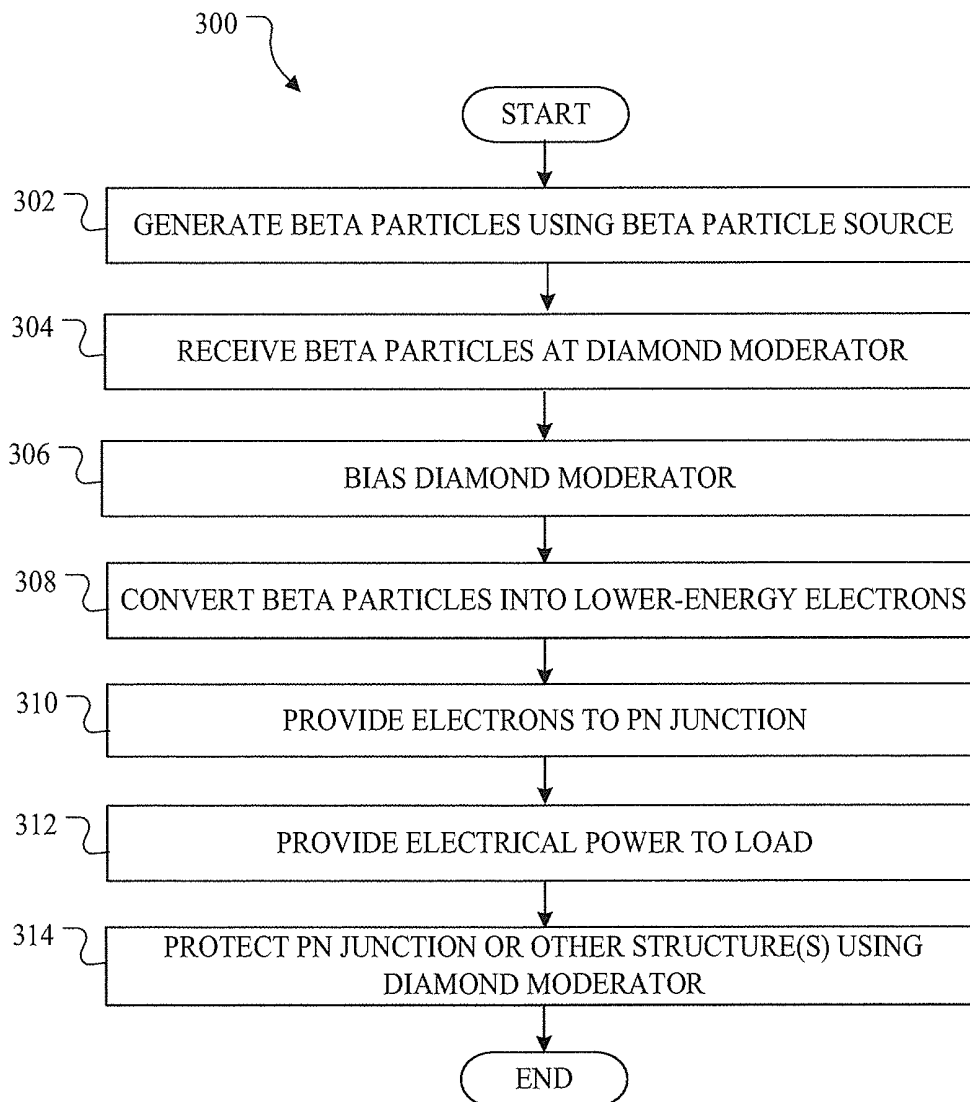 300
START
302
GENERATE BETA PARTICLES USING BETA PARTICLE SOURCE
304
RECEIVE BETA PARTICLES AT DIAMOND MODERATOR
306
BIAS DIAMOND MODERATOR
308
CONVERT BETA PARTICLES INTO LOWER-ENERGY ELECTRONS
310
PROVIDE ELECTRONS TO PN JUNCTION
312
PROVIDE ELECTRICAL POWER TO LOAD
314
PROTECT PN JUNCTION OR OTHER STRUCTURE(S) USING
DIAMOND MODERATOR
END